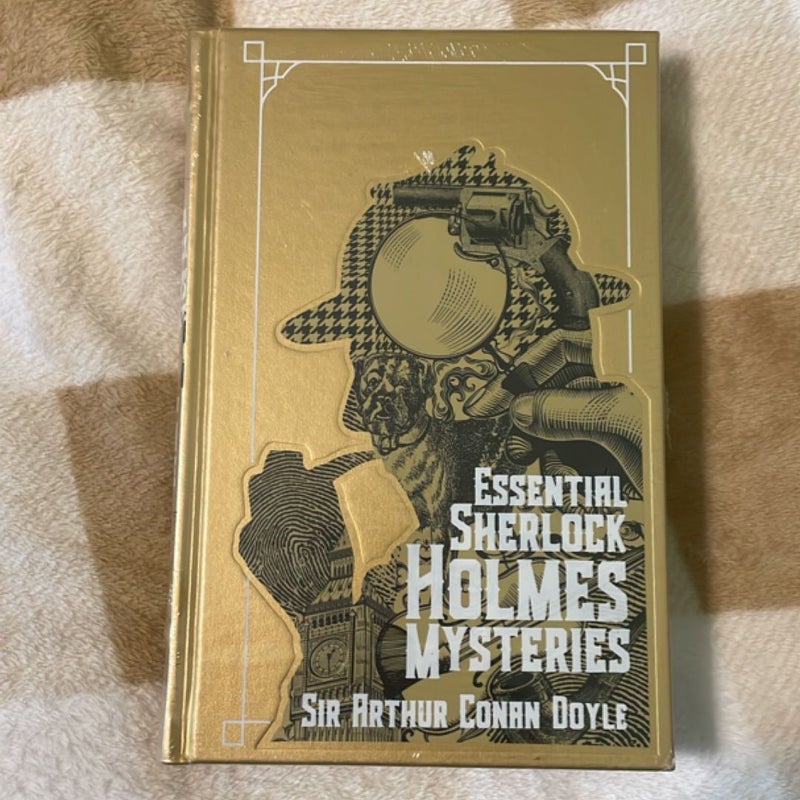 Essential
Sherlock
Holmes
Mysteries
Sir Arthur Conan Doyle